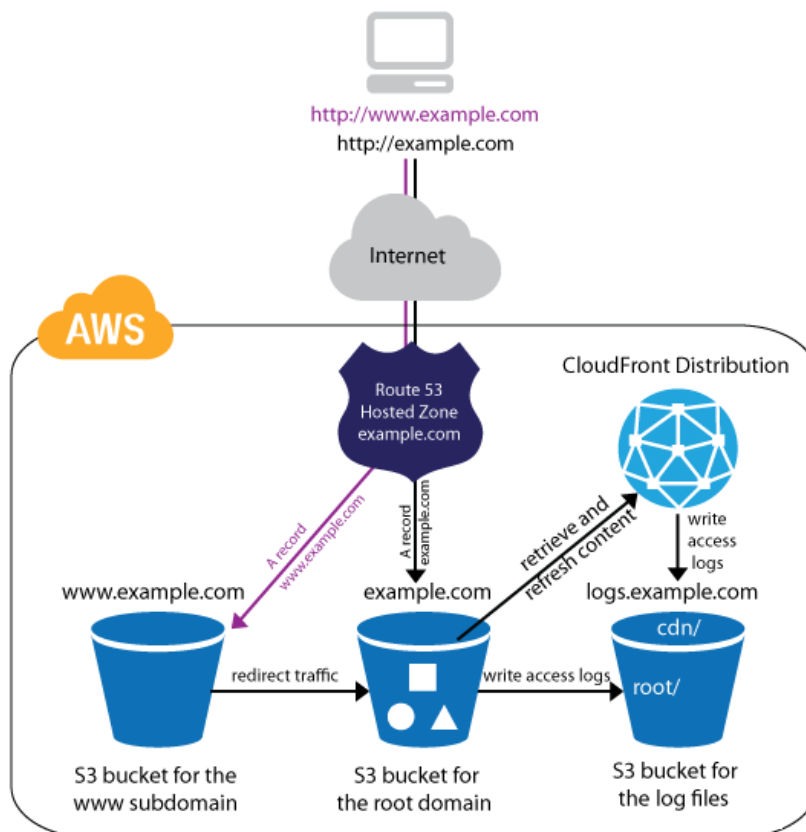 http://www.example.com
http://example.com
Internet
AWS
Route 53
Hosted Zone
example.com
CloudFront Distribution
A record
www.example.com
A record
example.com
retrieve and
refresh content
write
access
logs
www.example.com
example.com
logs.example.com
cdn/
root/
redirect traffic
write access logs
S3 bucket for the
www subdomain
S3 bucket for
the root domain
S3 bucket for
the log files